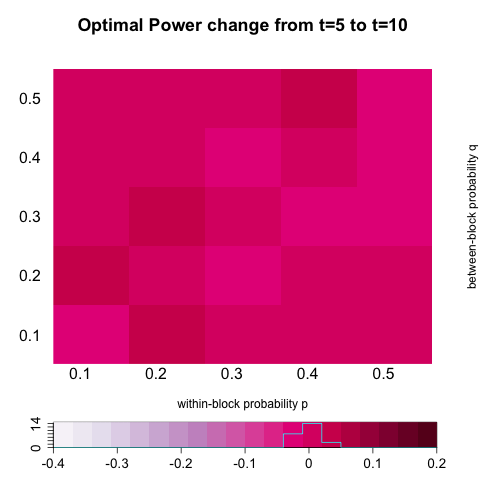 Optimal Power change from t=5 to t=10
0.5
0.4
0.3
0.2
0.1
between-block probability q
0.1 0.2 0.3 0.4 0.5
within-block probability p
14
0
-0.4 -0.3 -0.2 -0.1 0 0.1 0.2